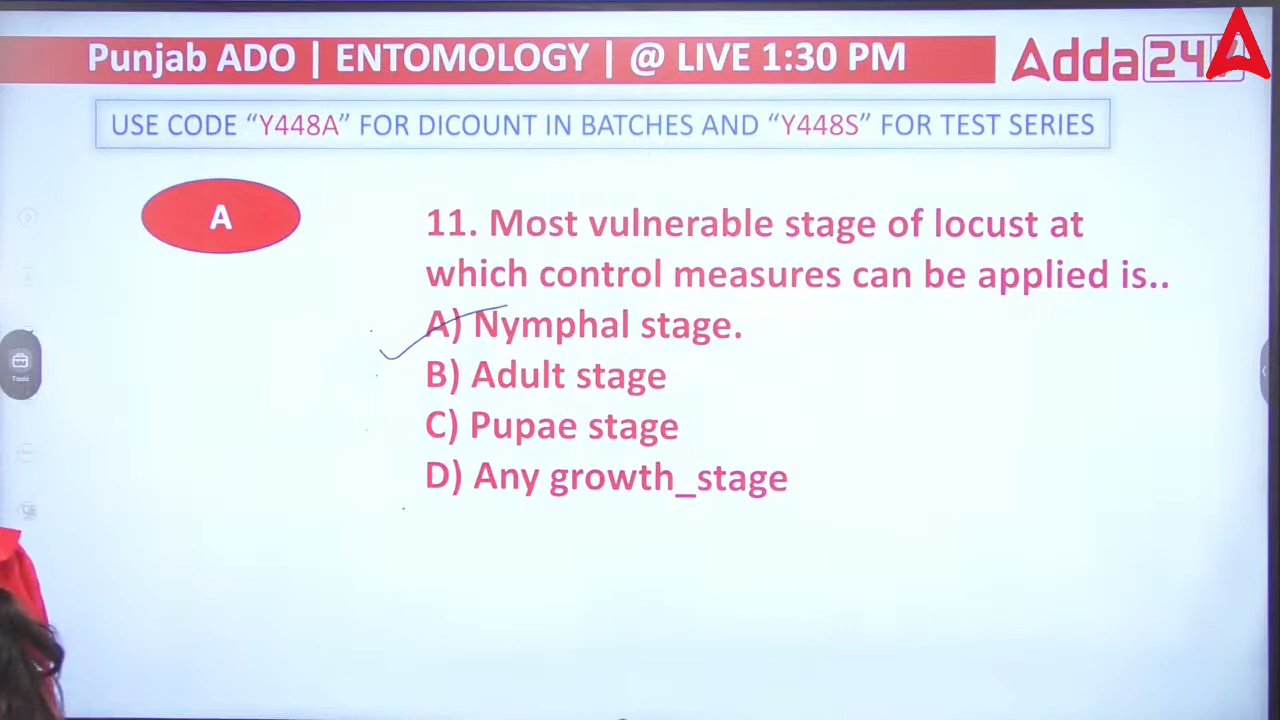 Punjab ADO | ENTOMOLOGY | @ LIVE 1:30 PM
Adda247
USE CODE “Y448A” FOR DICOUNT IN BATCHES AND “Y448S” FOR TEST SERIES
A
11. Most vulnerable stage of locust at
which control measures can be applied is..
A) Nymphal stage.
B) Adult stage
C) Pupae stage
D) Any growth_stage
Tools